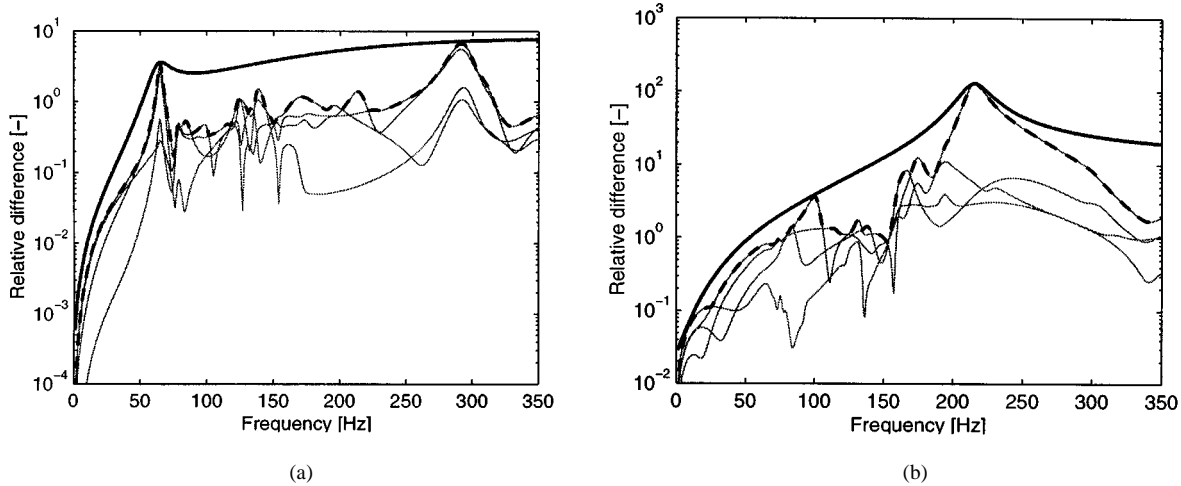 10^1
10^0
10^-1
10^-2
10^-3
10^-4
Relative difference [-]
0 50 100 150 200 250 300 350
Frequency [Hz]
(a)
10^3
10^2
10^1
10^0
10^-1
10^-2
Relative difference [-]
0 50 100 150 200 250 300 350
Frequency [Hz]
(b)